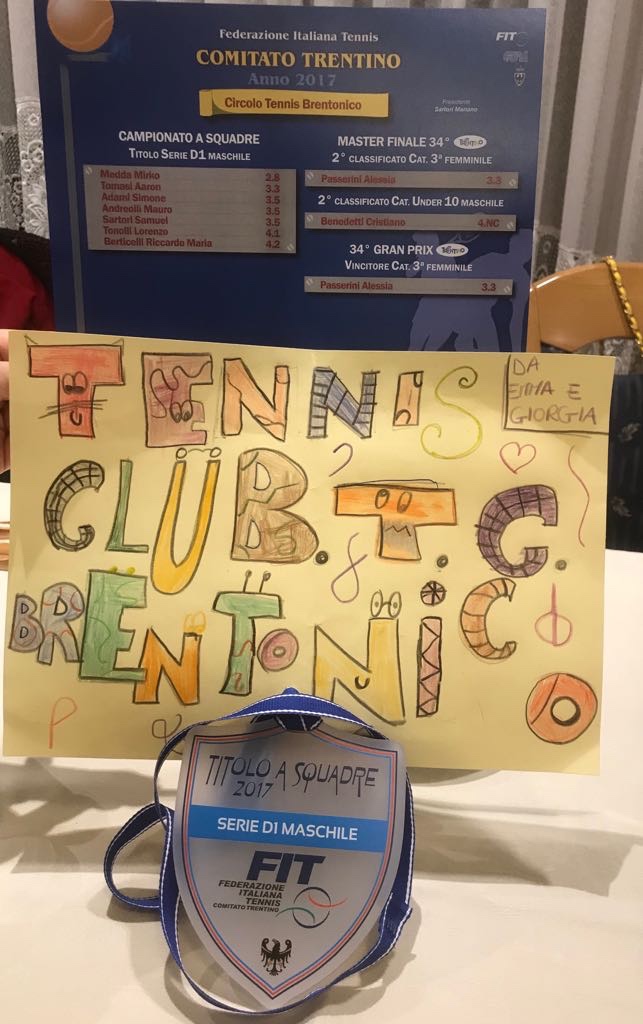 Federazione Italiana Tennis
FIT
COMITATO TRENTINO
Anno 2017
Circolo Tennis Brentonico
Presidente
Sartori Mariano
CAMPIONATO A SQUADRE
TITOLO SERIE D1 MASCHILE
Medda Mirko 2.8
Tomasi Aaron 3.3
Adami Simone 3.5
Andreolli Mauro 3.5
Sartori Samuel 3.5
Tonolli Lorenzo 4.1
Berticelli Riccardo Maria 4.2
MASTER FINALE 34°
2° CLASSIFICATO CAT. 3ª FEMMINILE
Passerini Alessia 3.3
2° CLASSIFICATO CAT. UNDER 10 MASCHILE
Benedetti Cristiano 4.NC
34° GRAN PRIX
VINCITORE CAT. 3ª FEMMINILE
Passerini Alessia 3.3
TENNIS
DA
EMMA E
GIORGIA
CLUB. T. G.
BRENTONICO
TITOLO A SQUADRE
2017
SERIE D1 MASCHILE
FIT
FEDERAZIONE
ITALIANA
TENNIS
COMITATO TRENTINO